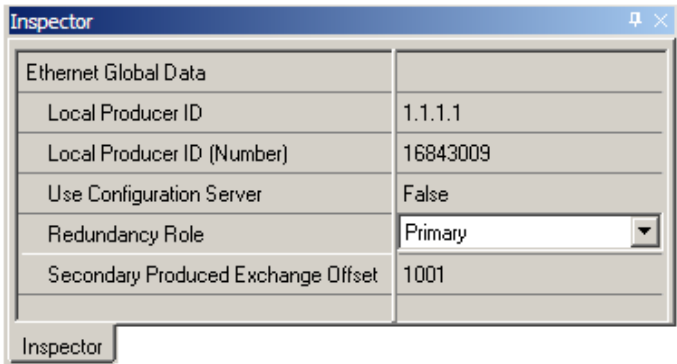 Inspector
Ethernet Global Data
Local Producer ID 1.1.1.1
Local Producer ID (Number) 16843009
Use Configuration Server False
Redundancy Role Primary
Secondary Produced Exchange Offset 1001
Inspector